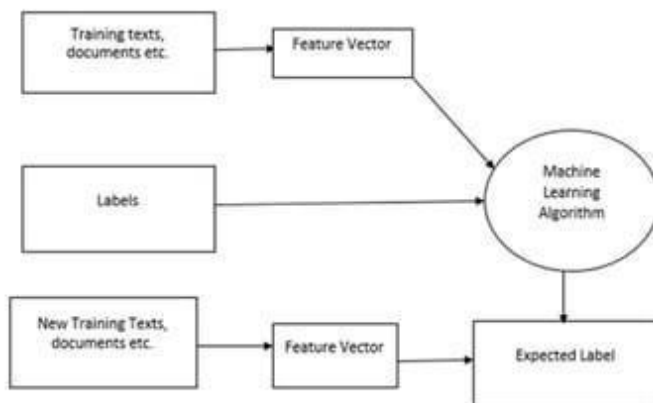 Training texts,
documents etc.
Feature Vector
Labels
Machine
Learning
Algorithm
New Training Texts,
documents etc.
Feature Vector
Expected Label